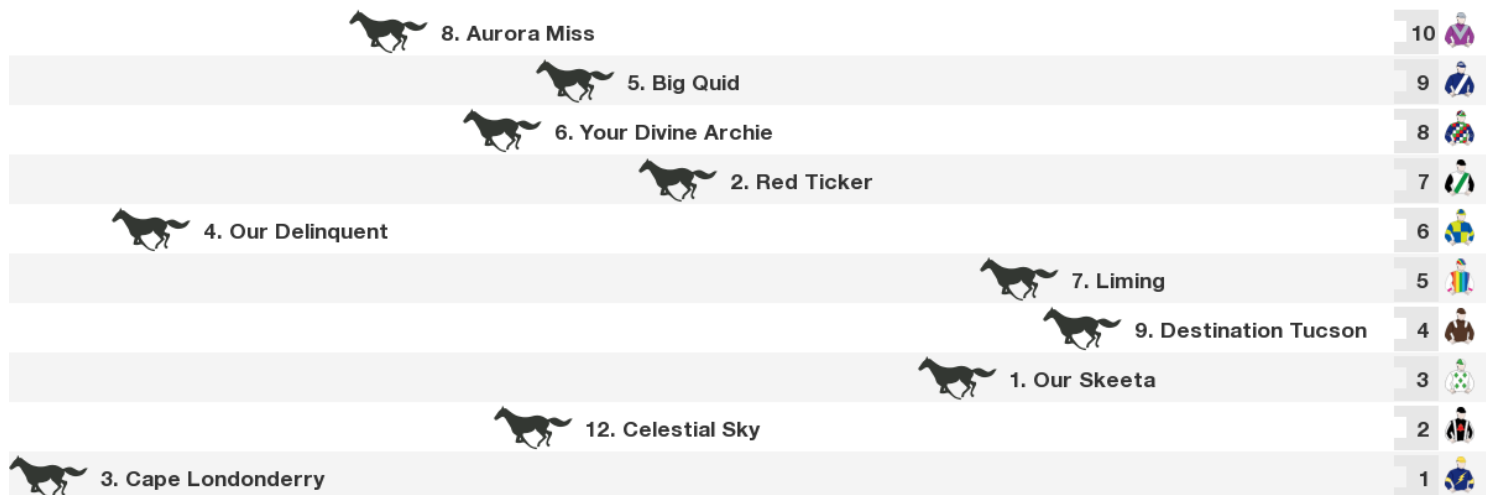 8. Aurora Miss 10
5. Big Quid 9
6. Your Divine Archie 8
2. Red Ticker 7
4. Our Delinquent 6
7. Liming 5
9. Destination Tucson 4
1. Our Skeeta 3
12. Celestial Sky 2
3. Cape Londonderry 1